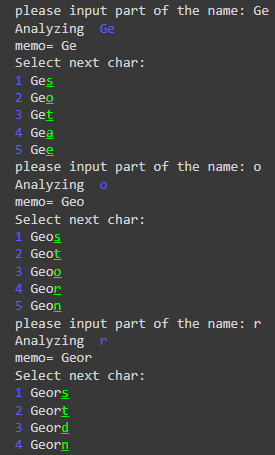 please input part of the name: Ge
Analyzing  Ge
memo= Ge
Select next char:
1 Ges
2 Geo
3 Get
4 Gea
5 Gee
please input part of the name: o
Analyzing  o
memo= Geo
Select next char:
1 Geos
2 Geot
3 Geoo
4 Geor
5 Geon
please input part of the name: r
Analyzing  r
memo= Geor
Select next char:
1 Geors
2 Geort
3 Geord
4 Georn